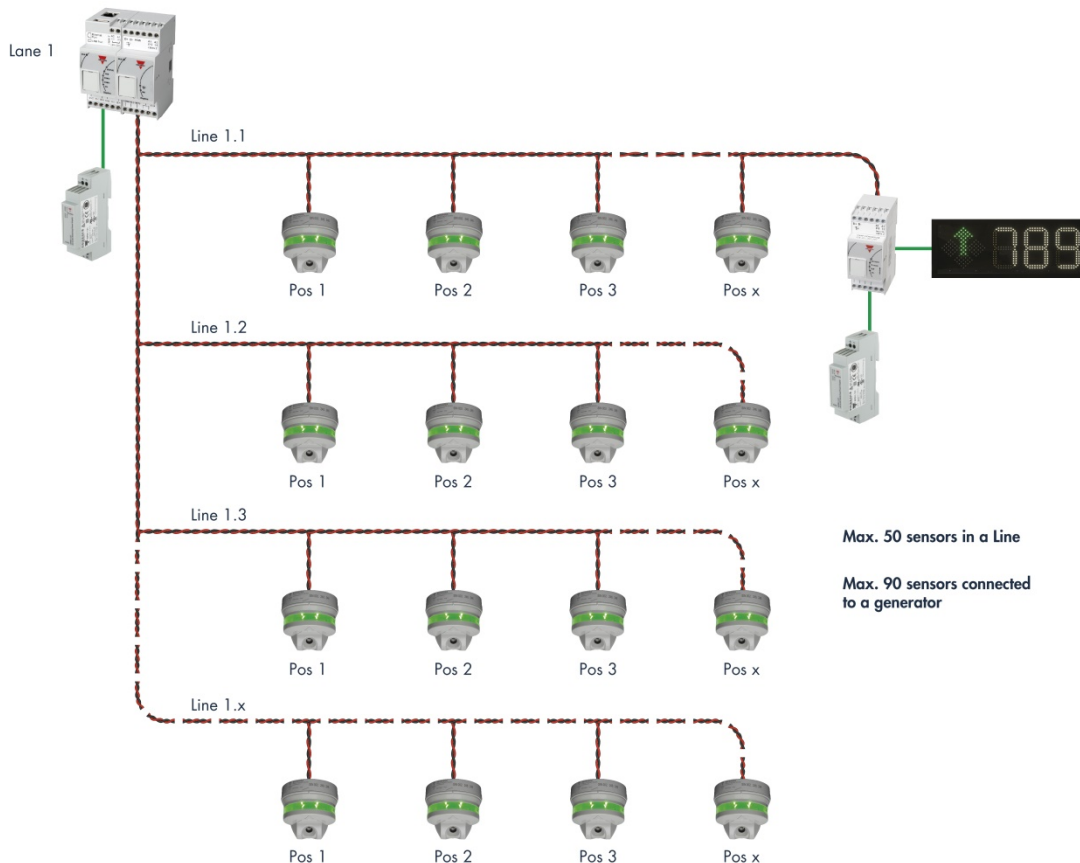 Lane 1
Line 1.1
Pos 1
Pos 2
Pos 3
Pos x
789
Line 1.2
Pos 1
Pos 2
Pos 3
Pos x
Line 1.3
Max. 50 sensors in a Line
Max. 90 sensors connected
to a generator
Pos 1
Pos 2
Pos 3
Pos x
Line 1.x
Pos 1
Pos 2
Pos 3
Pos x